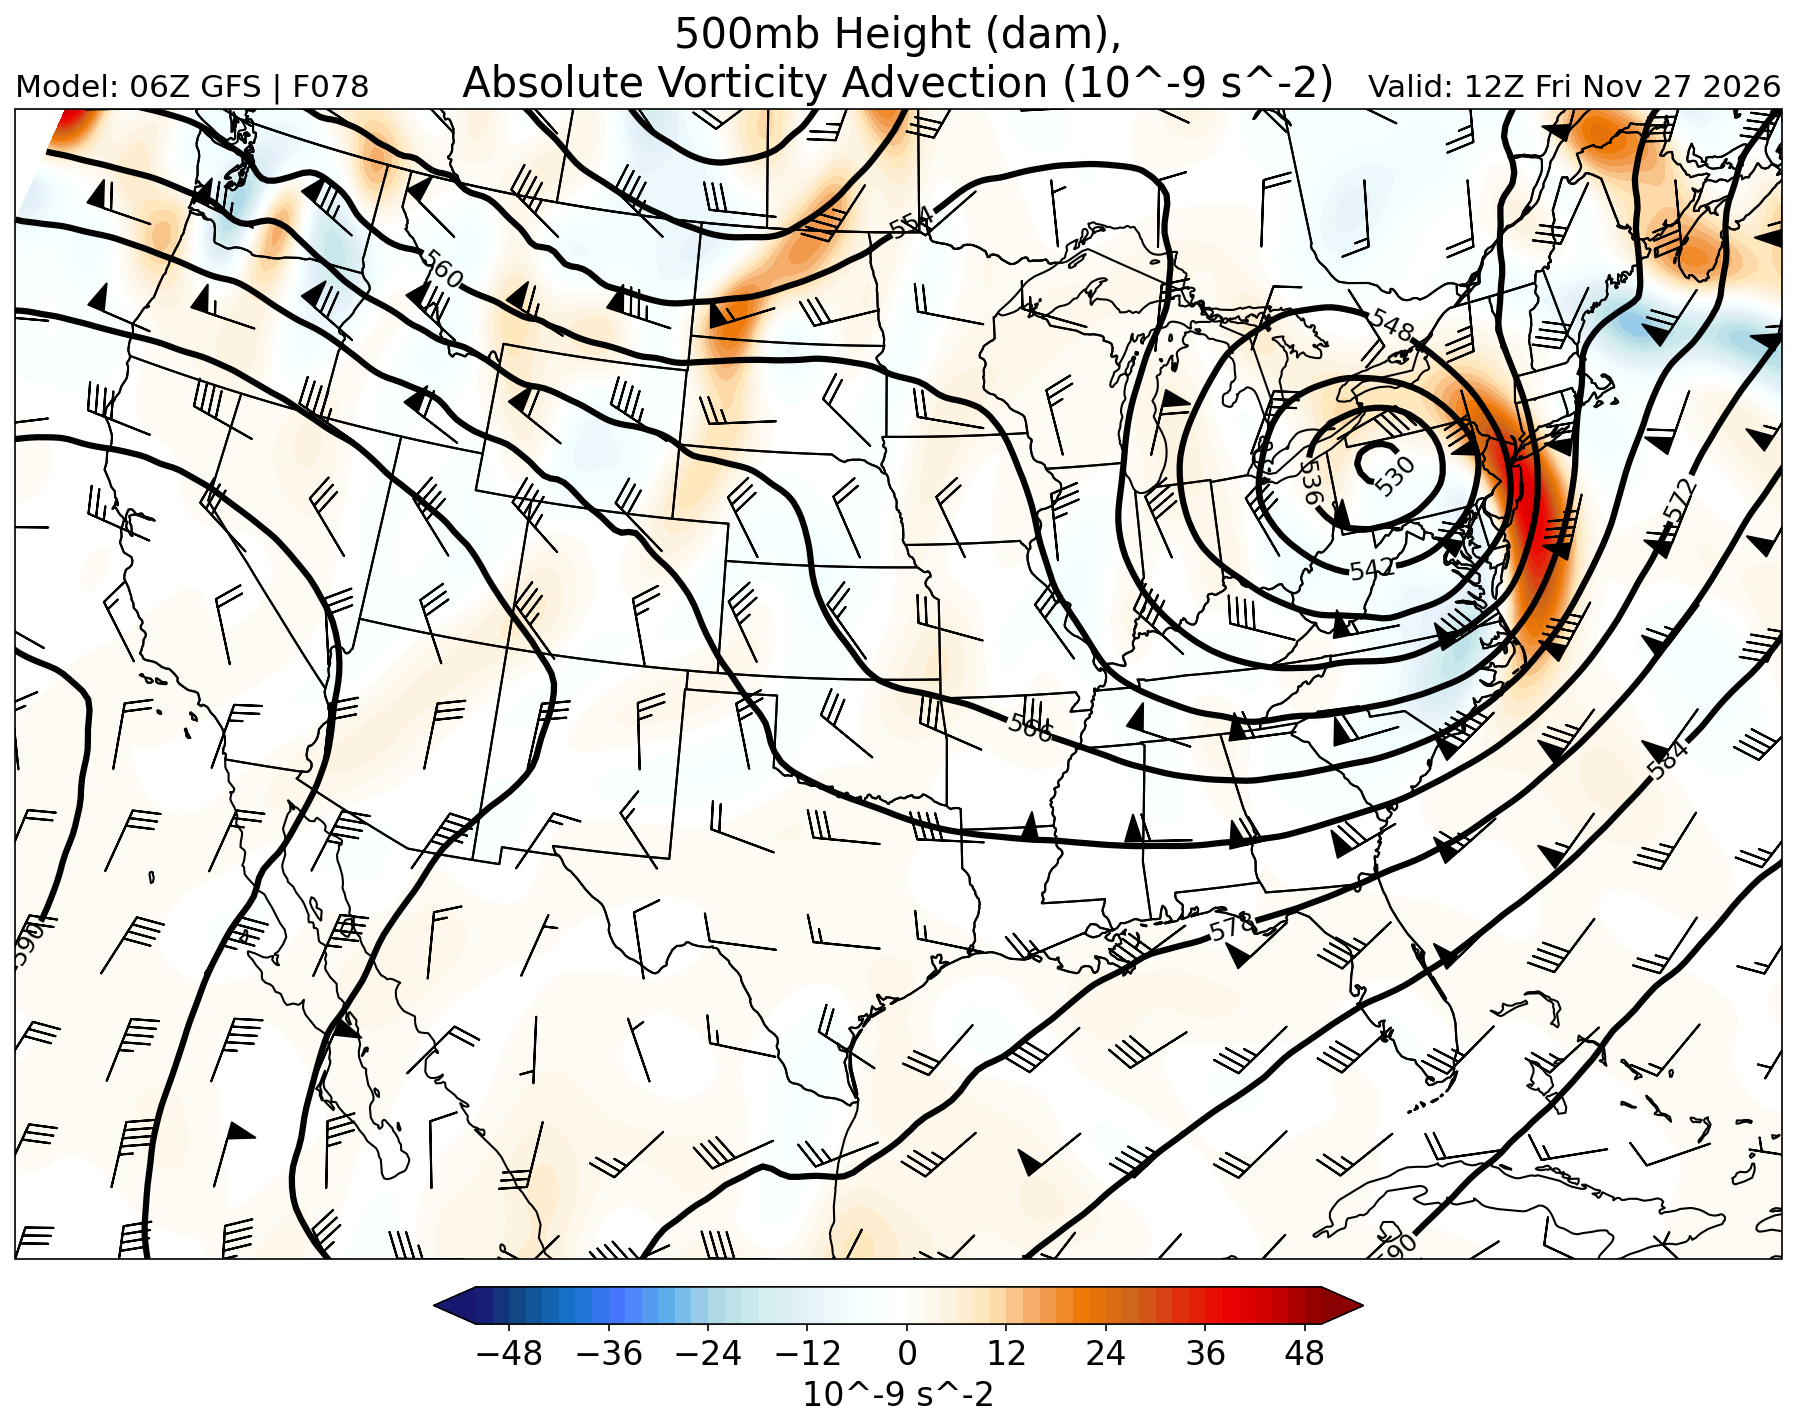 500mb Height (dam),
Model: 06Z GFS | F078
Absolute Vorticity Advection (10^-9 s^-2)
Valid: 12Z Fri Nov 27 2026
554
560
548
530
536
572
542
566
584
578
590
590
−48 −36 −24 −12 0 12 24 36 48
10^-9 s^-2